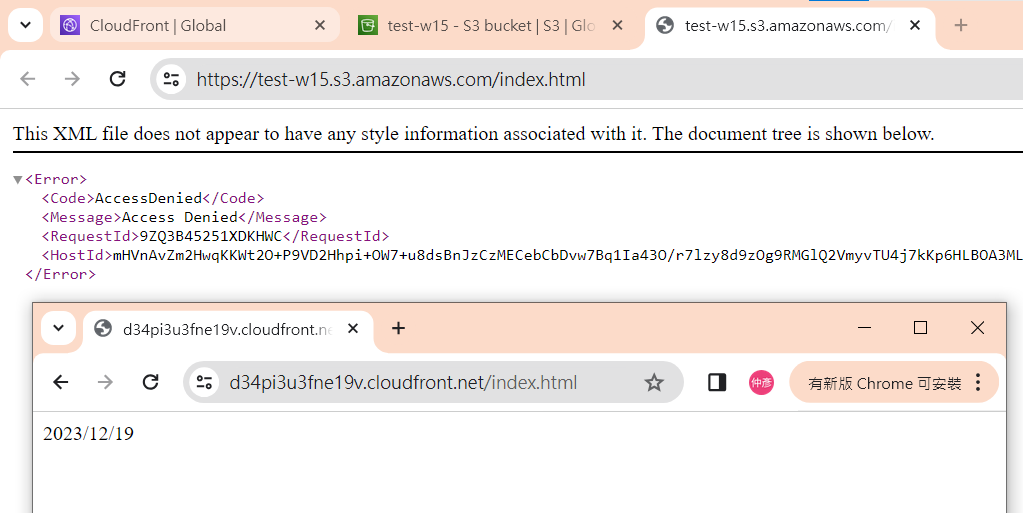 CloudFront | Global
test-w15 - S3 bucket | S3 | Glo
test-w15.s3.amazonaws.com/
https://test-w15.s3.amazonaws.com/index.html
This XML file does not appear to have any style information associated with it. The document tree is shown below.
<Error>
<Code>AccessDenied</Code>
<Message>Access Denied</Message>
<RequestId>9ZQ3B45251XDKHWC</RequestId>
<HostId>mHVnAvZm2HwqKKWt2O+P9VD2Hhpi+OW7+u8dsBnJzCzMECebCbDvw7Bq1Ia43O/r7lzy8d9zOg9RMGlQ2VmyvTU4j7kKp6HLBOA3ML
</Error>
d34pi3u3fne19v.cloudfront.ne
d34pi3u3fne19v.cloudfront.net/index.html
仲彥
有新版 Chrome 可安裝
2023/12/19